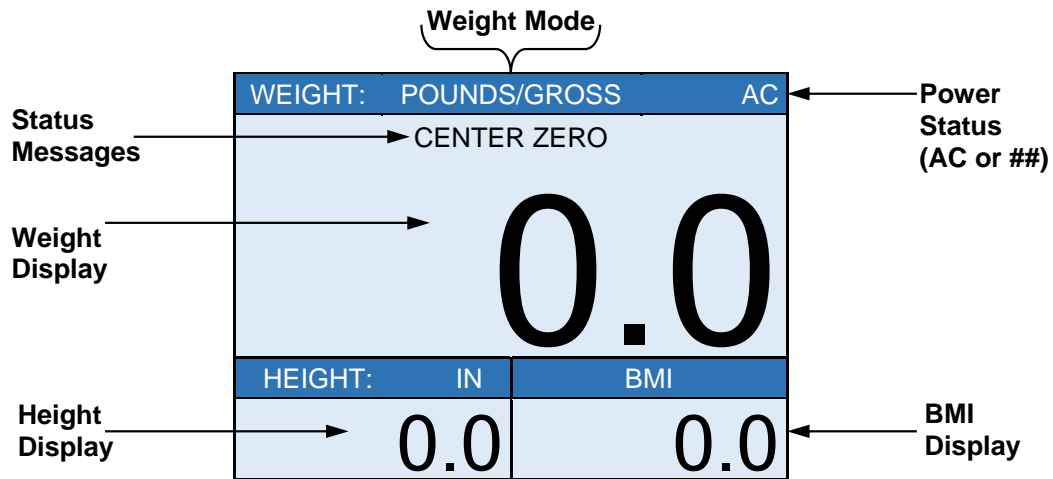 Weight Mode
WEIGHT: POUNDS/GROSS AC
Power
Status
(AC or ##)
Status
Messages
CENTER ZERO
Weight
Display
0.0
HEIGHT: IN BMI
Height
Display
0.0 0.0
BMI
Display